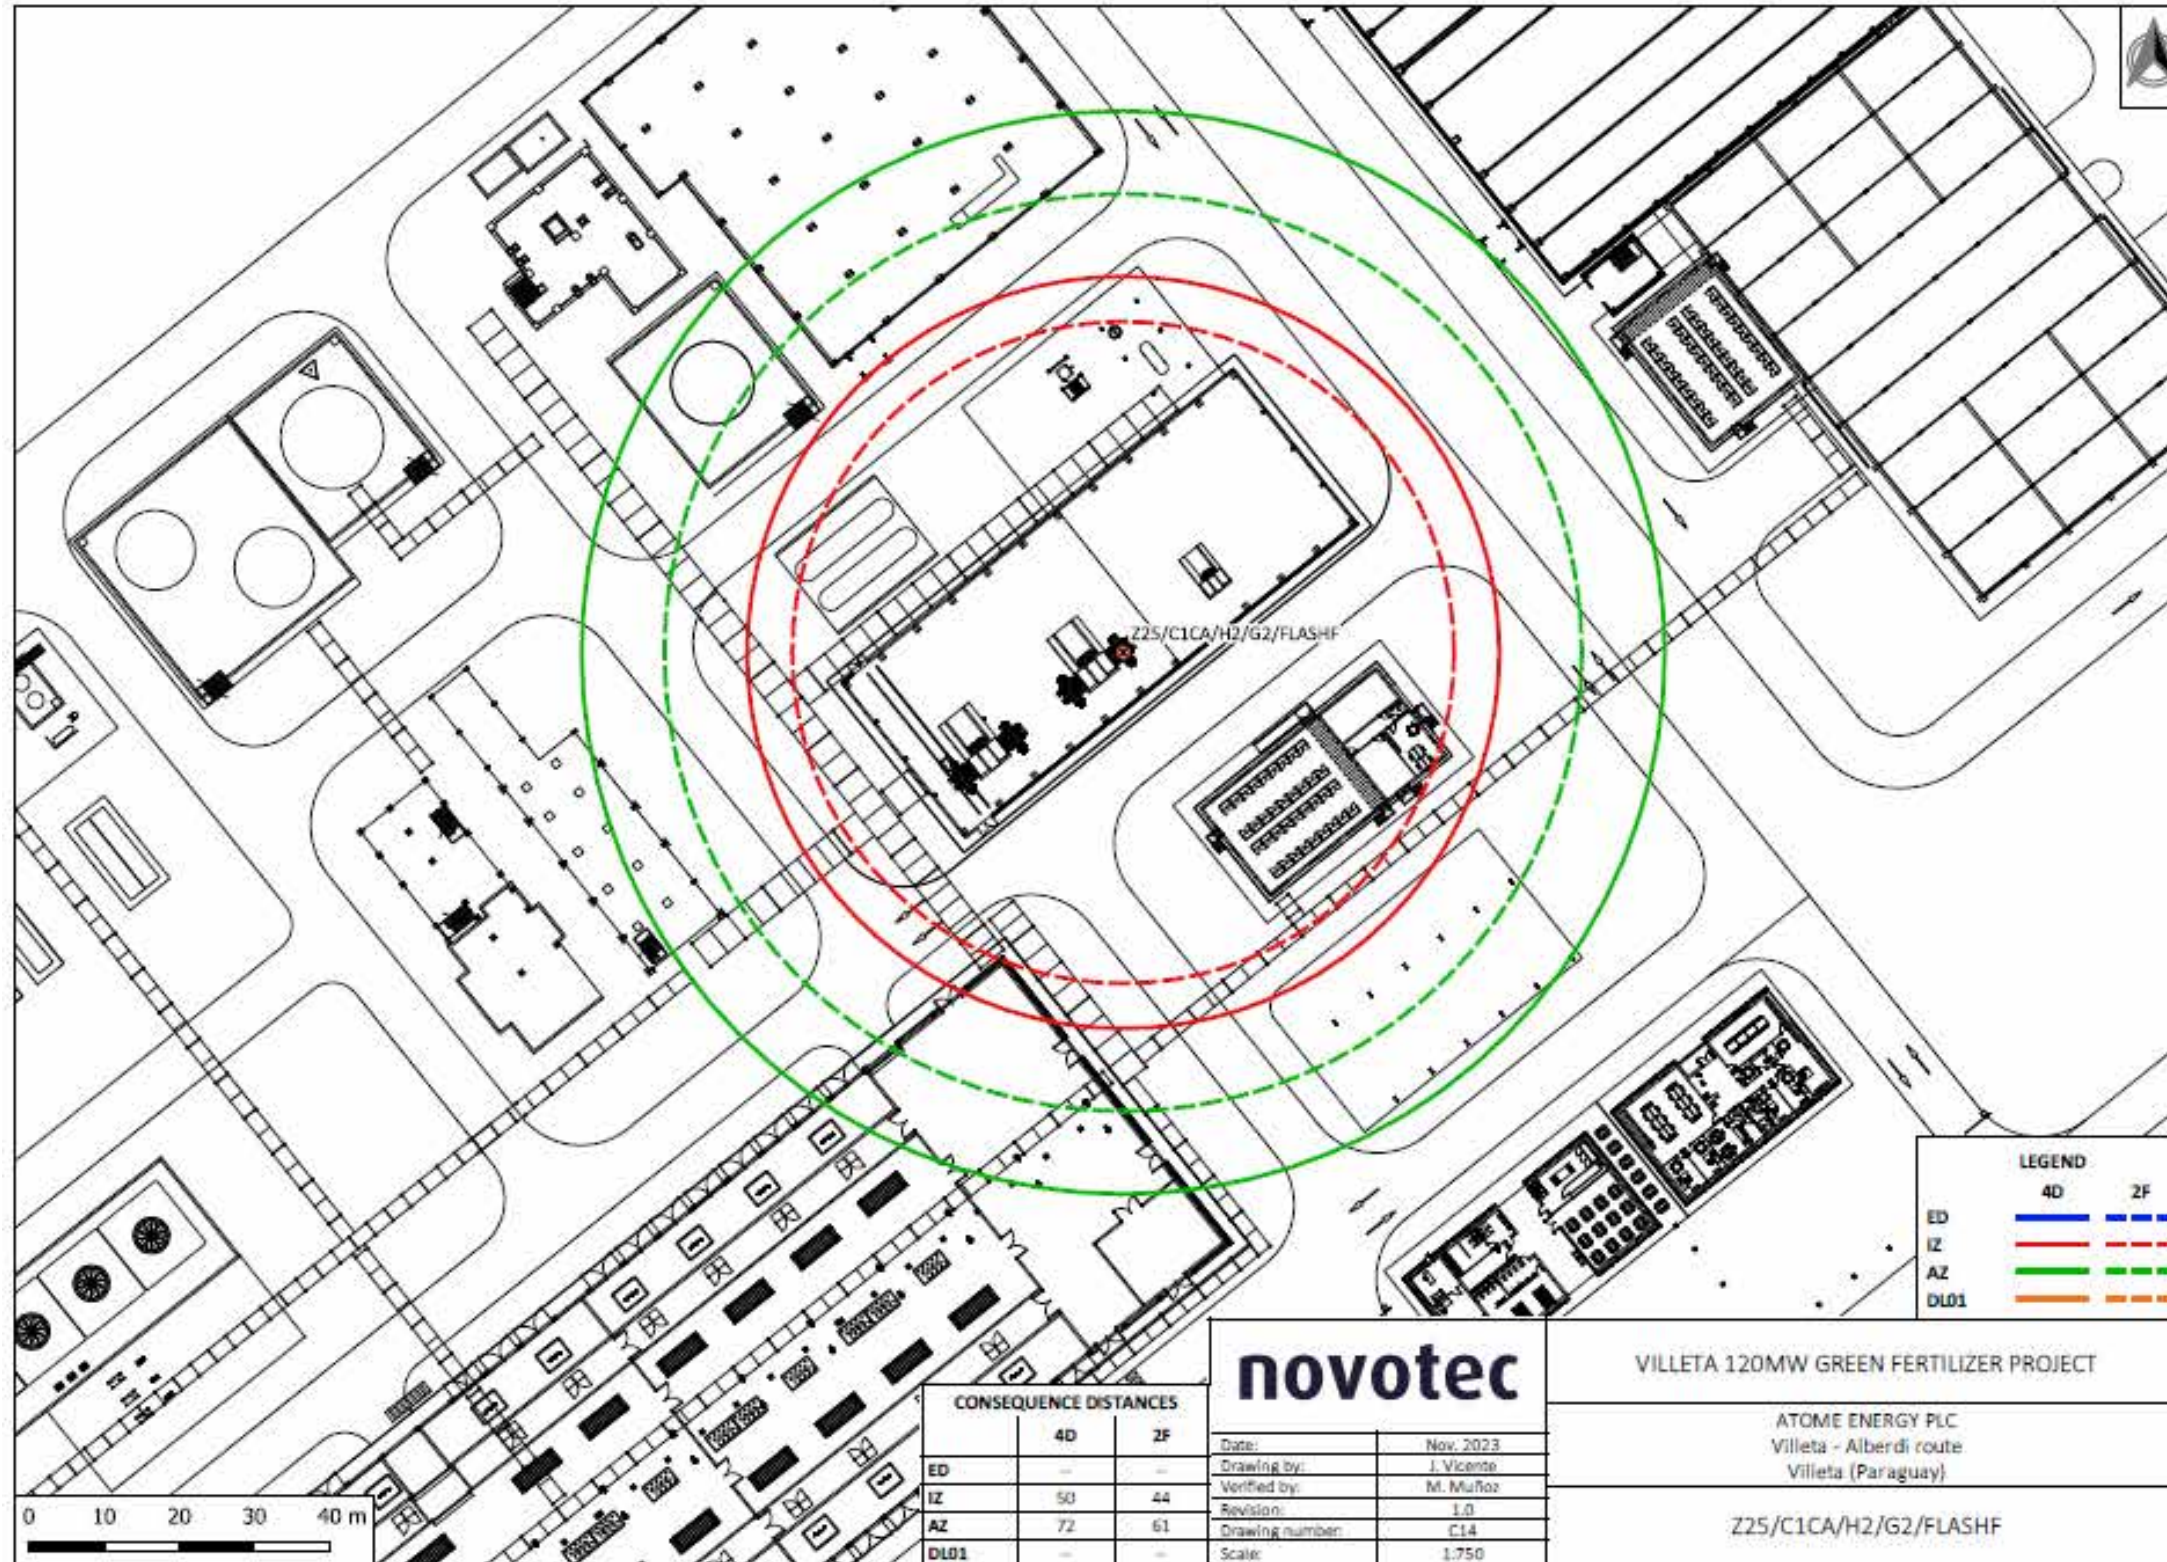 Z25/C1CA/H2/G2/FLASHF
LEGEND
4D 2F
ED
IZ
AZ
DL01
0 10 20 30 40 m
CONSEQUENCE DISTANCES
4D 2F
ED -- --
IZ 50 44
AZ 72 61
DL01 -- --
novotec
Date: Nov. 2023
Drawing by: J. Vicente
Verified by: M. Muñoz
Revision: 1.0
Drawing number: C14
Scale: 1:750
VILLETA 120MW GREEN FERTILIZER PROJECT
ATOME ENERGY PLC
Villeta - Alberdi route
Villeta (Paraguay)
Z25/C1CA/H2/G2/FLASHF